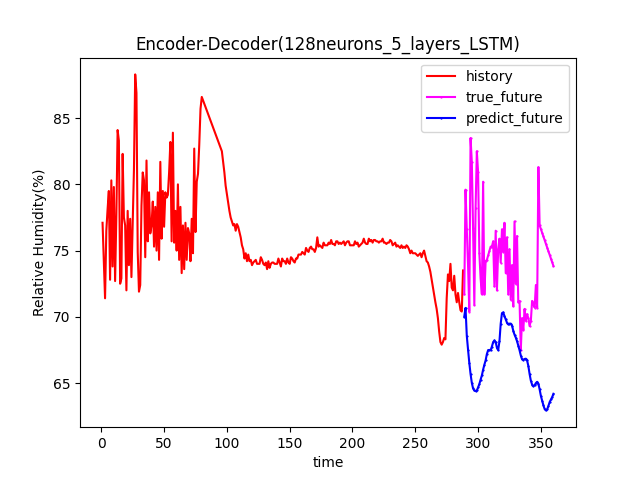 Encoder-Decoder(128neurons_5_layers_LSTM)
history
true_future
predict_future
85
80
75
70
65
Relative Humidity(%)
0 50 100 150 200 250 300 350
time